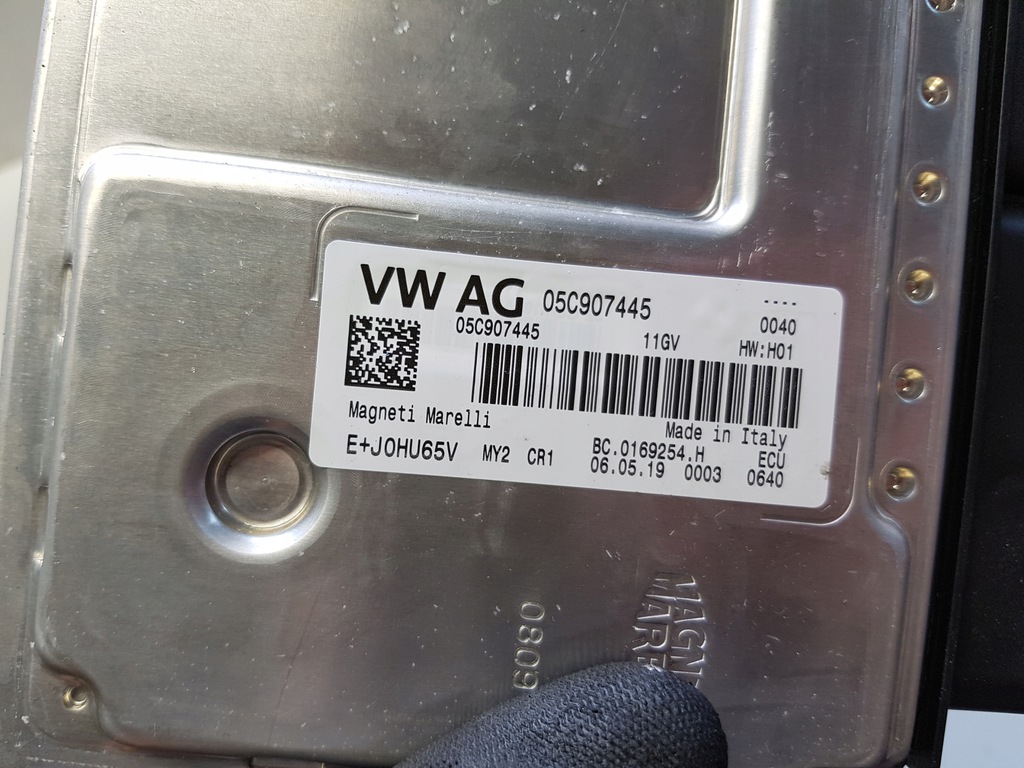 VW AG 05C907445 ----
05C907445 11GV 0040
HW:H01
Magneti Marelli Made in Italy
E+J0HU65V MY2 CR1 BC.0169254.H ECU
06.05.19 0003 0640
0809